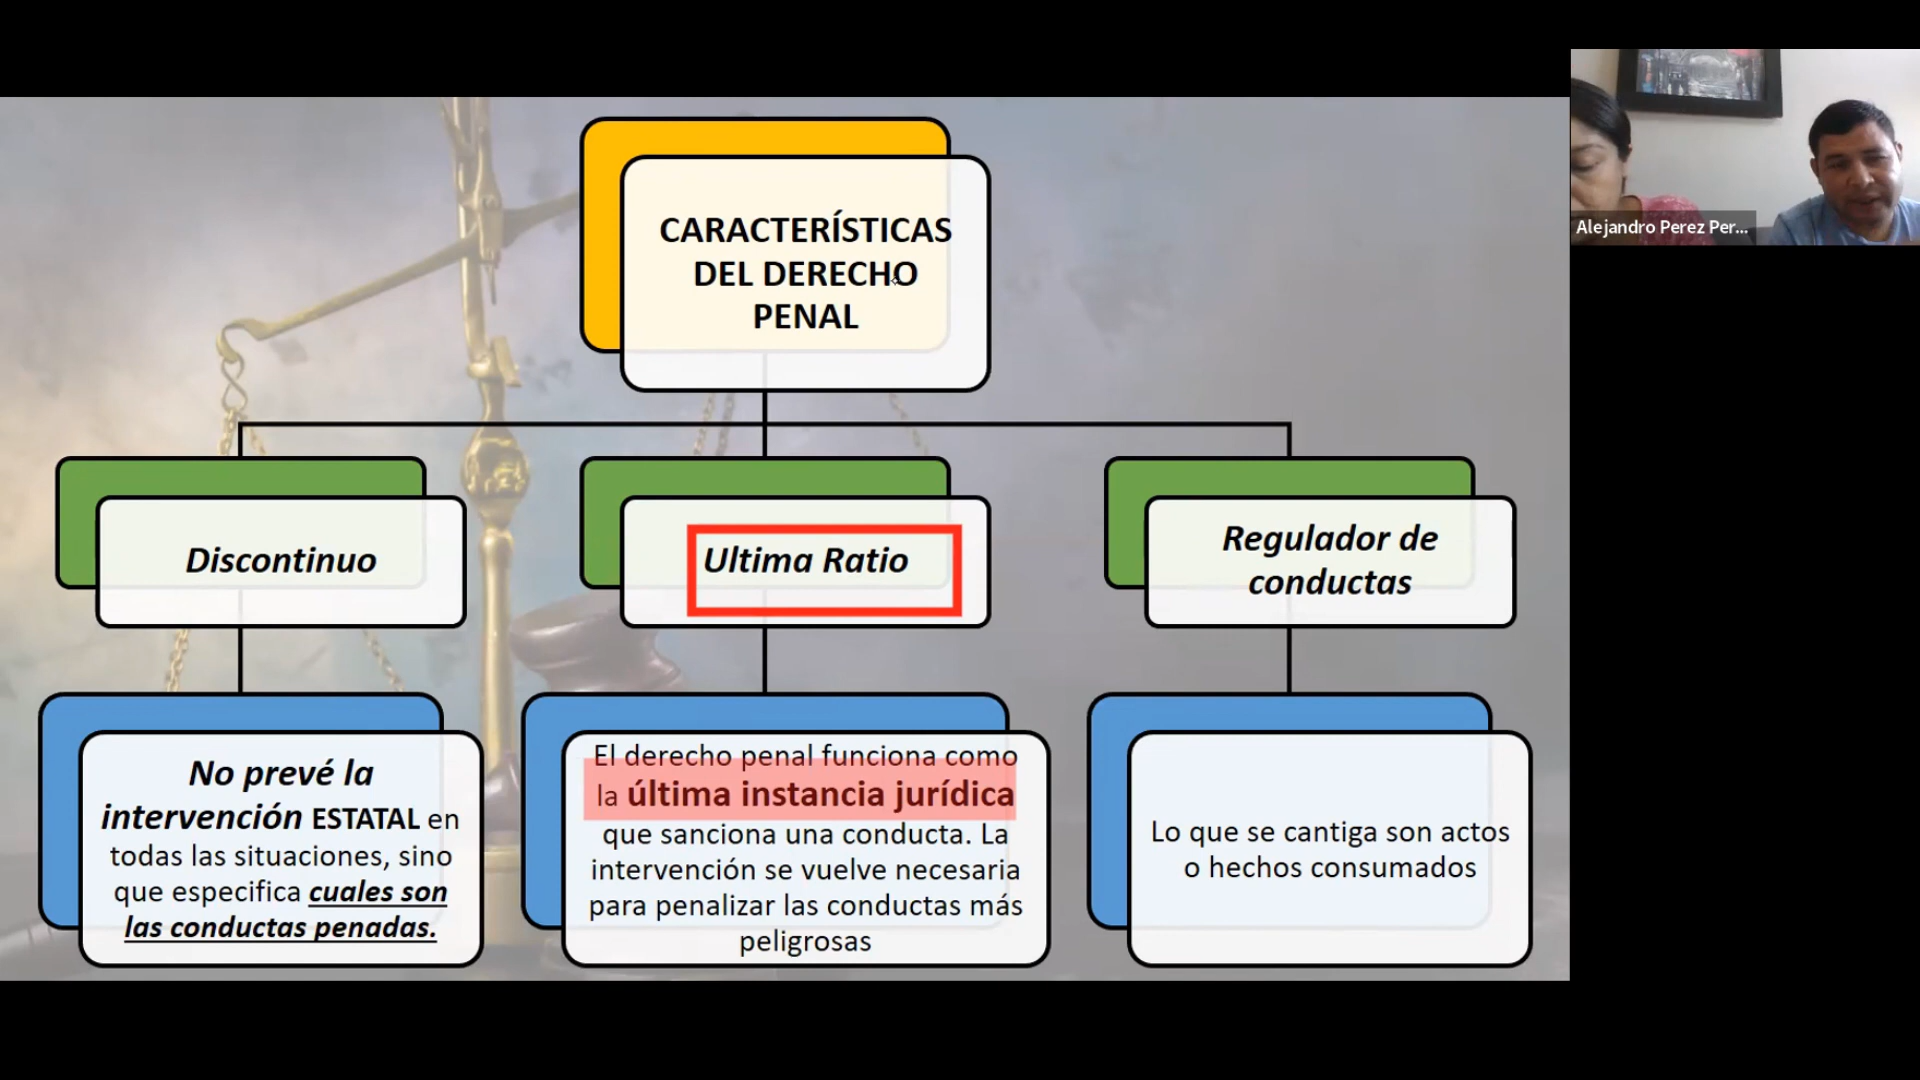 CARACTERÍSTICAS
DEL DERECHO
PENAL
Discontinuo
Ultima Ratio
Regulador de
conductas
No prevé la
intervención ESTATAL en
todas las situaciones, sino
que especifica cuales son
las conductas penadas.
El derecho penal funciona como
la última instancia jurídica
que sanciona una conducta. La
intervención se vuelve necesaria
para penalizar las conductas más
peligrosas
Lo que se cantiga son actos
o hechos consumados
Alejandro Perez Per...